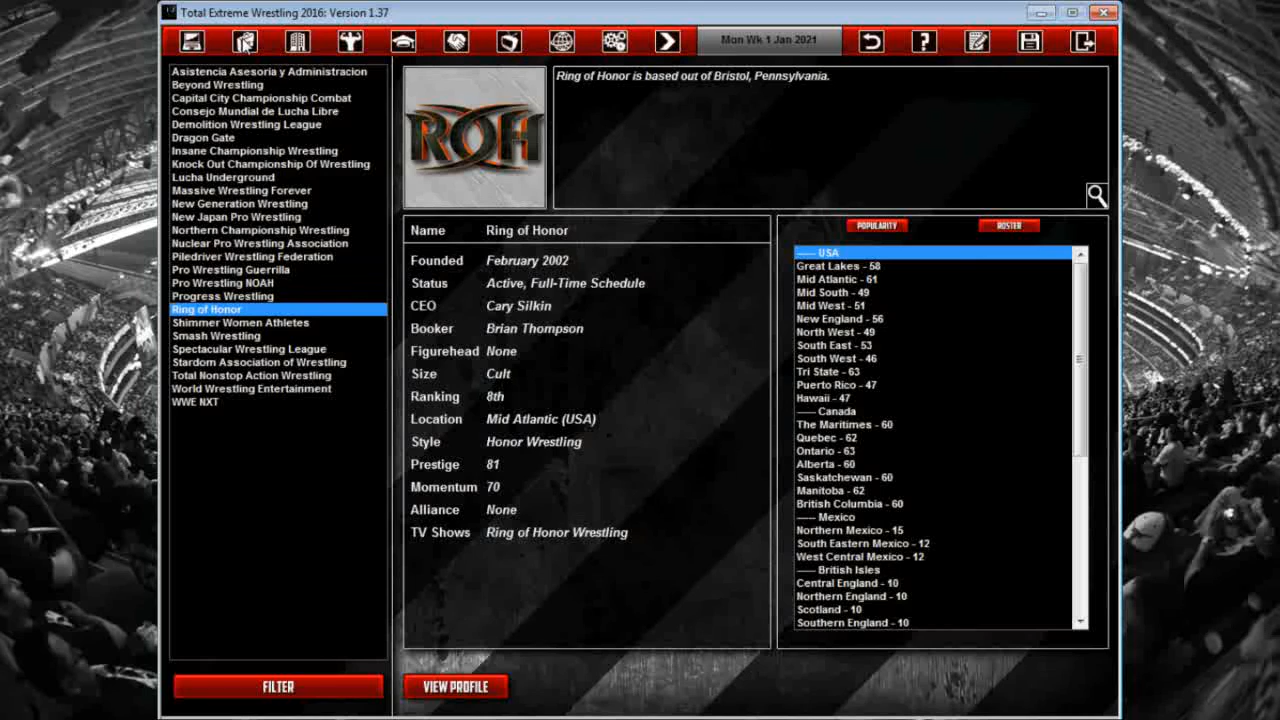 Total Extreme Wrestling 2016: Version 1.37
Mon Wk 1 Jan 2021
Asistencia Asesoria y Administracion
Beyond Wrestling
Capital City Championship Combat
Consejo Mundial de Lucha Libre
Demolition Wrestling League
Dragon Gate
Insane Championship Wrestling
Knock Out Championship Of Wrestling
Lucha Underground
Massive Wrestling Forever
New Generation Wrestling
New Japan Pro Wrestling
Northern Championship Wrestling
Nuclear Pro Wrestling Association
Piledriver Wrestling Federation
Pro Wrestling Guerrilla
Pro Wrestling NOAH
Progress Wrestling
Ring of Honor
Shimmer Women Athletes
Smash Wrestling
Spectacular Wrestling League
Stardom Association of Wrestling
Total Nonstop Action Wrestling
World Wrestling Entertainment
WWE NXT
FILTER
ROH
Ring of Honor is based out of Bristol, Pennsylvania.
Name Ring of Honor
Founded February 2002
Status Active, Full-Time Schedule
CEO Cary Silkin
Booker Brian Thompson
Figurehead None
Size Cult
Ranking 8th
Location Mid Atlantic (USA)
Style Honor Wrestling
Prestige 81
Momentum 70
Alliance None
TV Shows Ring of Honor Wrestling
VIEW PROFILE
POPULARITY ROSTER
----- USA
Great Lakes - 58
Mid Atlantic - 61
Mid South - 49
Mid West - 51
New England - 56
North West - 49
South East - 53
South West - 46
Tri State - 63
Puerto Rico - 47
Hawaii - 47
----- Canada
The Maritimes - 60
Quebec - 62
Ontario - 63
Alberta - 60
Saskatchewan - 60
Manitoba - 62
British Columbia - 60
----- Mexico
Northern Mexico - 15
South Eastern Mexico - 12
West Central Mexico - 12
----- British Isles
Central England - 10
Northern England - 10
Scotland - 10
Southern England - 10